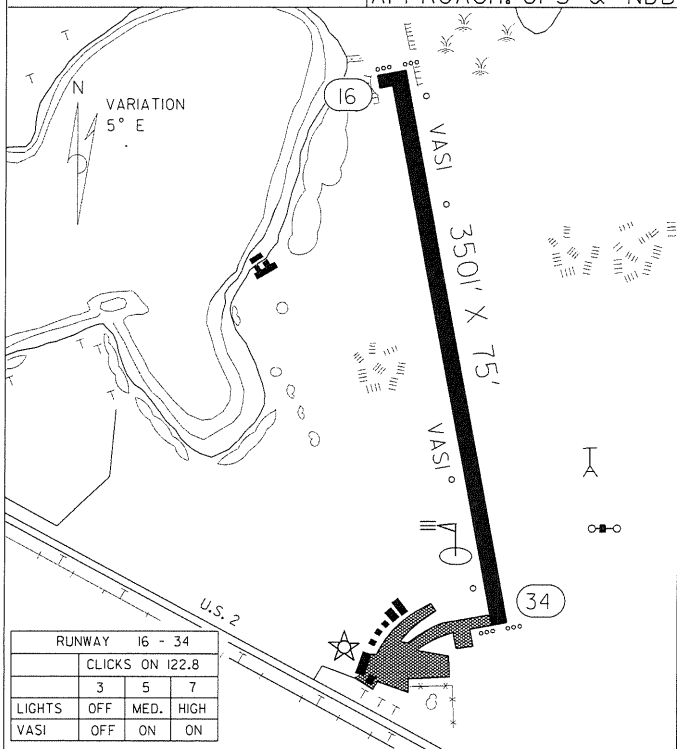 APPROACH: GPS & NDB
N
VARIATION
5° E
16
VASI
3501' X 75'
VASI
34
U.S. 2
RUNWAY 16 - 34
CLICKS ON 122.8
3 5 7
LIGHTS OFF MED. HIGH
VASI OFF ON ON